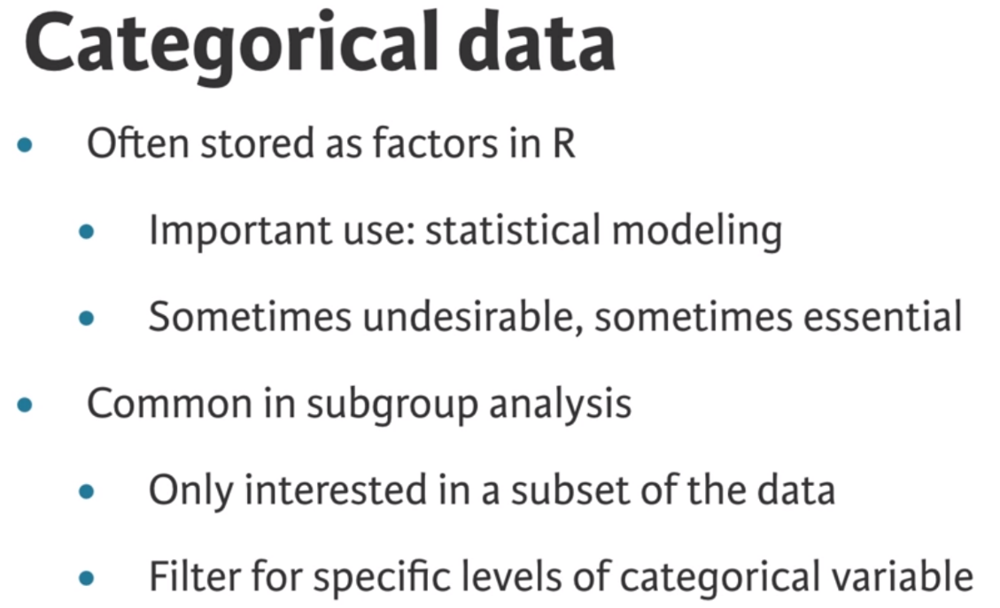 Categorical data
• Often stored as factors in R
• Important use: statistical modeling
• Sometimes undesirable, sometimes essential
• Common in subgroup analysis
• Only interested in a subset of the data
• Filter for specific levels of categorical variable